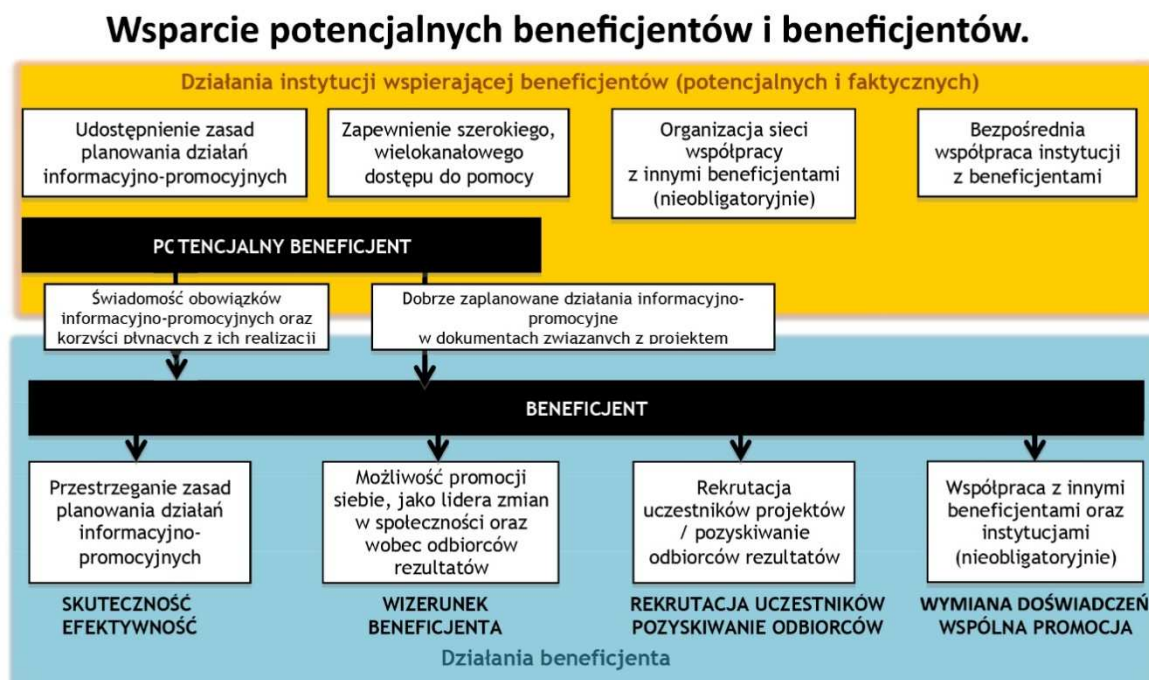 Wsparcie potencjalnych beneficjentów i beneficjentów.
Działania instytucji wspierającej beneficjentów (potencjalnych i faktycznych)
Udostępnienie zasad
planowania działań
informacyjno-promocyjnych
Zapewnienie szerokiego,
wielokanałowego
dostępu do pomocy
Organizacja sieci
współpracy
z innymi beneficjentami
(nieobligatoryjnie)
Bezpośrednia
współpraca instytucji
z beneficjentami
POTENCJALNY BENEFICJENT
Świadomość obowiązków
informacyjno-promocyjnych oraz
korzyści płynących z ich realizacji
Dobrze zaplanowane działania informacyjno-
promocyjne
w dokumentach związanych z projektem
BENEFICJENT
Przestrzeganie zasad
planowania działań
informacyjno-
promocyjnych
Możliwość promocji
siebie, jako lidera zmian
w społeczności oraz
wobec odbiorców
rezultatów
Rekrutacja
uczestników projektów
/ pozyskiwanie
odbiorców rezultatów
Współpraca z innymi
beneficjentami oraz
instytucjami
(nieobligatoryjnie)
SKUTECZNOŚĆ
EFEKTYWNOŚĆ
WIZERUNEK
BENEFICJENTA
REKRUTACJA UCZESTNIKÓW
POZYSKIWANIE ODBIORCÓW
WYMIANA DOŚWIADCZEŃ
WSPÓLNA PROMOCJA
Działania beneficjenta